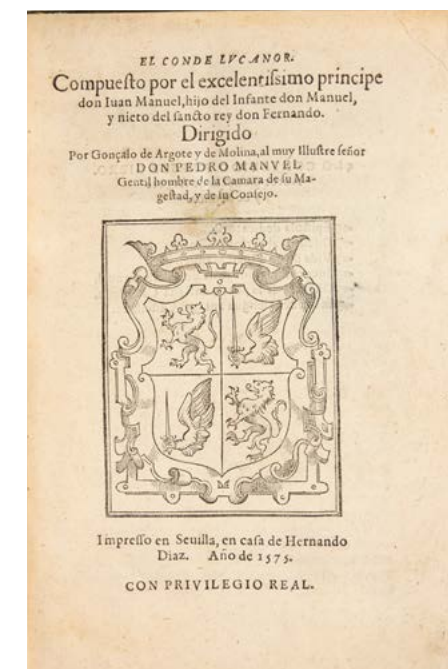 EL CONDE LVCANOR.
Compueſto por el excelentiſsimo principe
don Iuan Manuel, hijo del Infante don Manuel,
y nieto del ſancto rey don Fernando.
Dirigido
Por Gonçalo de Argote y de Molina, al muy Illuſtre ſeñor
DON PEDRO MANVEL
Gentil hombre de la Camara de ſu Ma-
geſtad, y de ſu Conſejo.
Impreſſo en Seuilla, en caſa de Hernando
Diaz. Año de 1575.
CON PRIVILEGIO REAL.